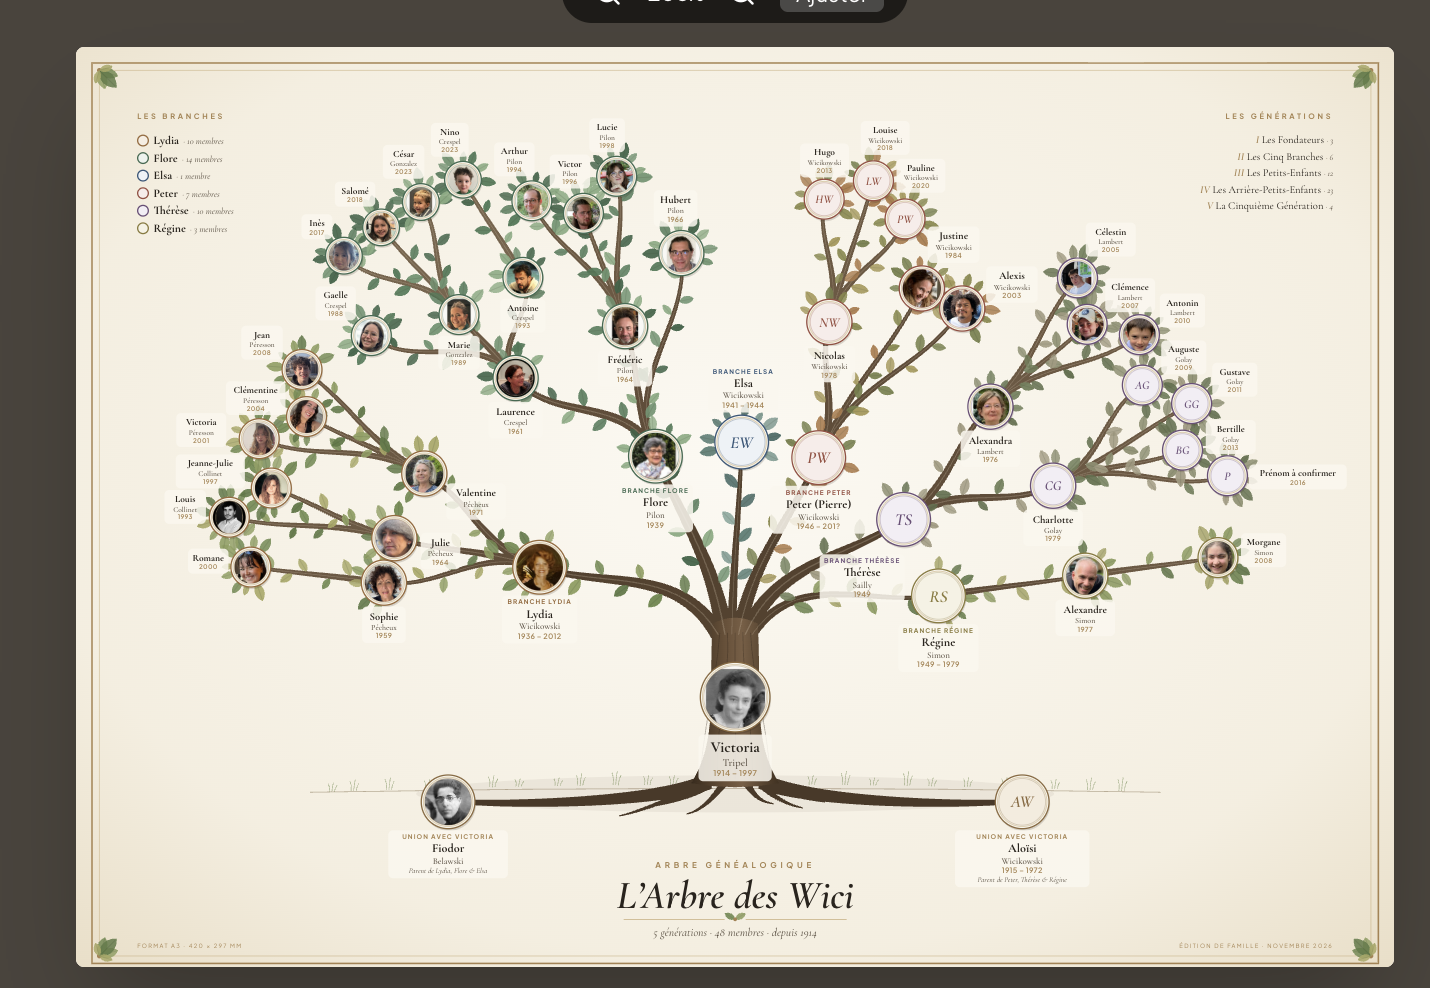 Ajuster
LES BRANCHES
Lydia · 10 membres
Flore · 14 membres
Elsa · 1 membre
Peter · 7 membres
Thérèse · 10 membres
Régine · 3 membres
LES GÉNÉRATIONS
I Les Fondateurs · 3
II Les Cinq Branches · 6
III Les Petits-Enfants · 12
IV Les Arrière-Petits-Enfants · 23
V La Cinquième Génération · 4
Lucie
Pilon
1998
Nino
Crespel
2023
Arthur
Pilon
1994
César
Gonzalez
2023
Victor
Pilon
1996
Salomé
2018
Hubert
Pilon
1966
Inès
2017
Gaelle
Crespel
1988
Antoine
Crespel
1993
Marie
Gonzales
1989
Frédéric
Pilon
1964
Laurence
Crespel
1961
Louise
Wicikowski
2018
Hugo
Wicikowski
2013
Pauline
Wicikowski
2020
HW
LW
PW
Justine
Wicikowski
1984
Alexis
Wicikowski
2003
NW
Nicolas
Wicikowski
1978
Célestin
Lambert
2005
Clémence
Lambert
2007
Antonin
Lambert
2010
Auguste
Golay
2009
Gustave
Golay
2011
AG
GG
Bertille
Golay
2013
BG
P
Prénom à confirmer
2016
Alexandra
Lambert
1976
CG
Charlotte
Golay
1979
Jean
Péresson
2008
Clémentine
Péresson
2004
Victoria
Péresson
2001
Jeanne-Julie
Collinet
1997
Louis
Collinet
1993
Romane
2000
Valentine
Pécheux
1971
Julie
Pécheux
1964
Sophie
Pécheux
1959
BRANCHE LYDIA
Lydia
Wicikowski
1936 – 2012
BRANCHE FLORE
Flore
Pilon
1939
BRANCHE ELSA
Elsa
Wicikowski
1941 – 1944
EW
PW
BRANCHE PETER
Peter (Pierre)
Wicikowski
1946 – 201?
TS
BRANCHE THÉRÈSE
Thérèse
Sailly
1949
RS
BRANCHE RÉGINE
Régine
Simon
1949 – 1979
Alexandre
Simon
1977
Morgane
Simon
2008
Victoria
Tripel
1914 – 1997
UNION AVEC VICTORIA
Fiodor
Belawski
Parent de Lydia, Flore & Elsa
AW
UNION AVEC VICTORIA
Aloïsi
Wicikowski
1915 – 1972
Parent de Peter, Thérèse & Régine
ARBRE GÉNÉALOGIQUE
L'Arbre des Wici
5 générations · 48 membres · depuis 1914
FORMAT A3 · 420 × 297 MM
ÉDITION DE FAMILLE · NOVEMBRE 2026